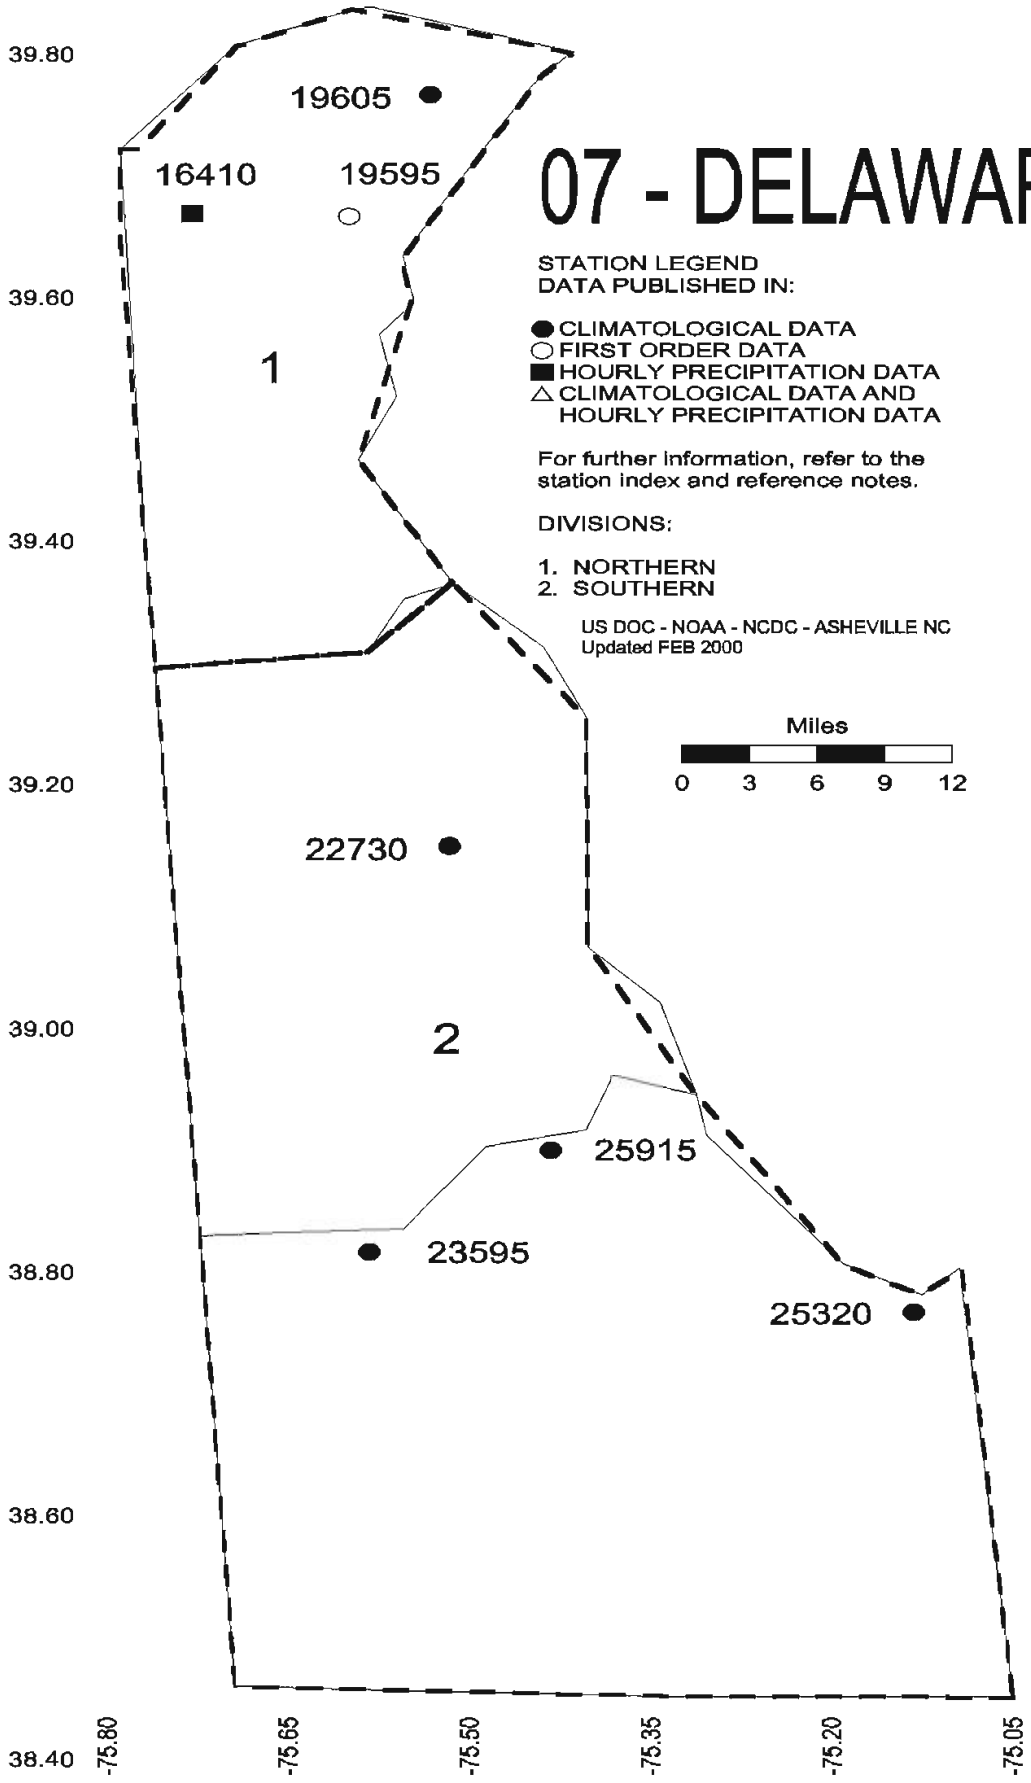 39.80
19605
16410
19595
07 - DELAWAR
STATION LEGEND
DATA PUBLISHED IN:
39.60
CLIMATOLOGICAL DATA
FIRST ORDER DATA
1
HOURLY PRECIPITATION DATA
CLIMATOLOGICAL DATA AND
HOURLY PRECIPITATION DATA
For further information, refer to the
station index and reference notes.
DIVISIONS:
39.40
1. NORTHERN
2. SOUTHERN
US DOC - NOAA - NCDC - ASHEVILLE NC
Updated FEB 2000
Miles
39.20
0 3 6 9 12
22730
39.00
2
25915
23595
38.80
25320
38.60
38.40
-75.80
-75.65
-75.50
-75.35
-75.20
-75.05